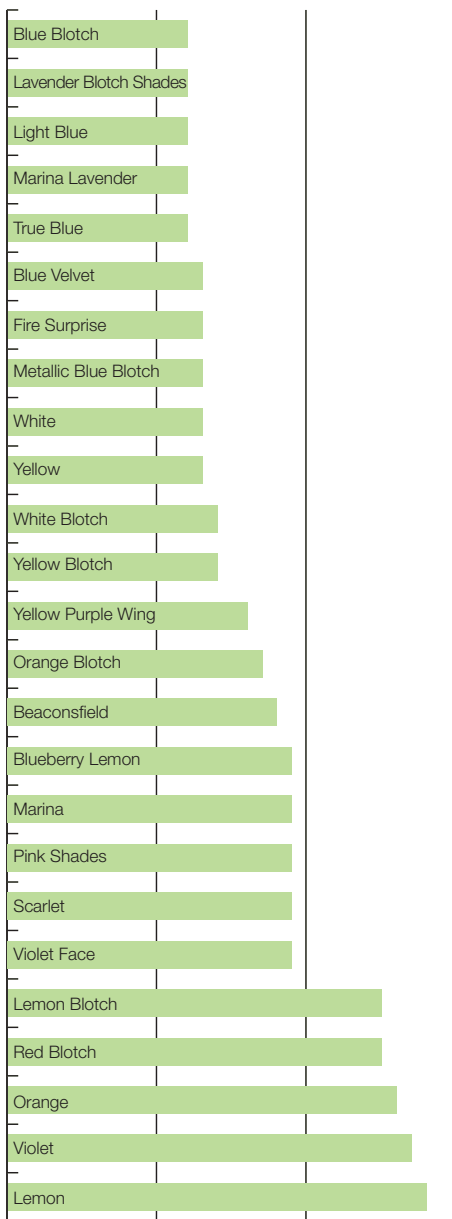 Blue Blotch
Lavender Blotch Shades
Light Blue
Marina Lavender
True Blue
Blue Velvet
Fire Surprise
Metallic Blue Blotch
White
Yellow
White Blotch
Yellow Blotch
Yellow Purple Wing
Orange Blotch
Beaconsfield
Blueberry Lemon
Marina
Pink Shades
Scarlet
Violet Face
Lemon Blotch
Red Blotch
Orange
Violet
Lemon